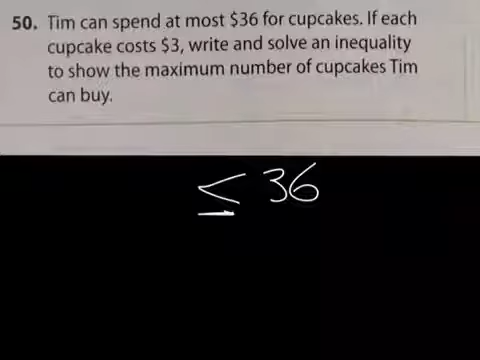 50. Tim can spend at most $36 for cupcakes. If each
cupcake costs $3, write and solve an inequality
to show the maximum number of cupcakes Tim
can buy.
≤ 36